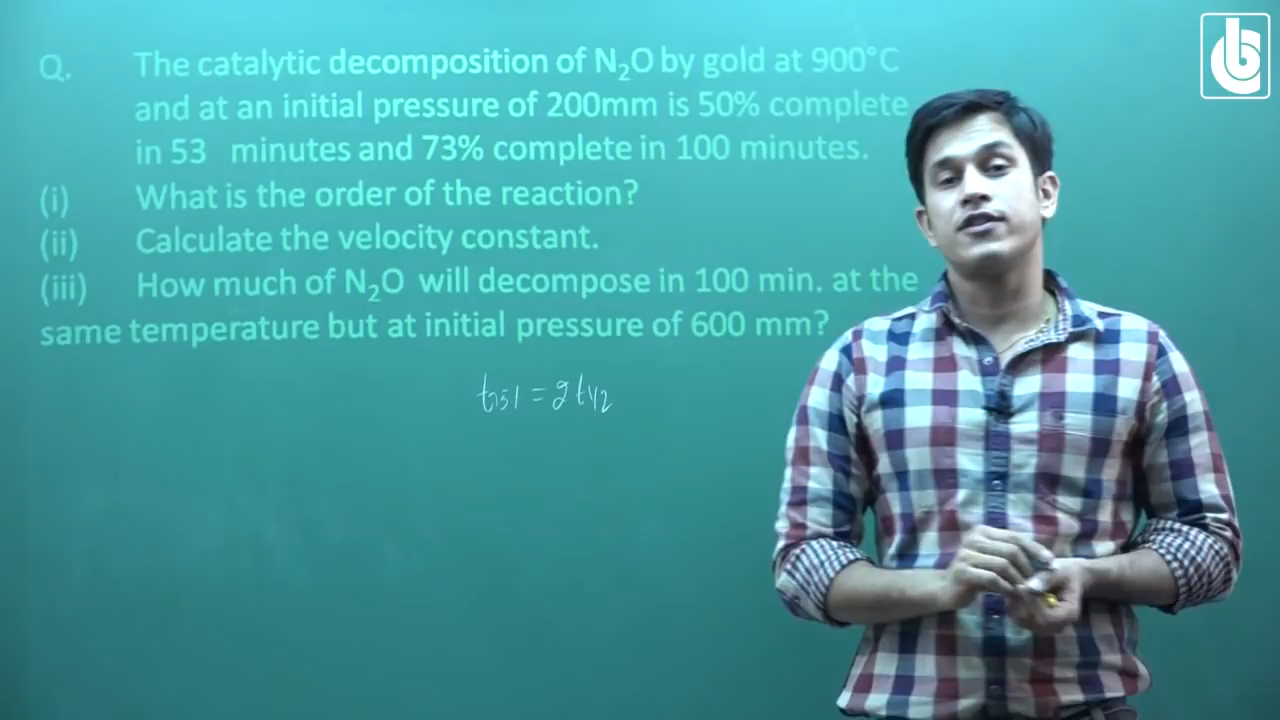 Q. The catalytic decomposition of N₂O by gold at 900°C
and at an initial pressure of 200mm is 50% complete
in 53 minutes and 73% complete in 100 minutes.
(i) What is the order of the reaction?
(ii) Calculate the velocity constant.
(iii) How much of N₂O will decompose in 100 min. at the
same temperature but at initial pressure of 600 mm?
t₇₅% = 2 t₁/₂